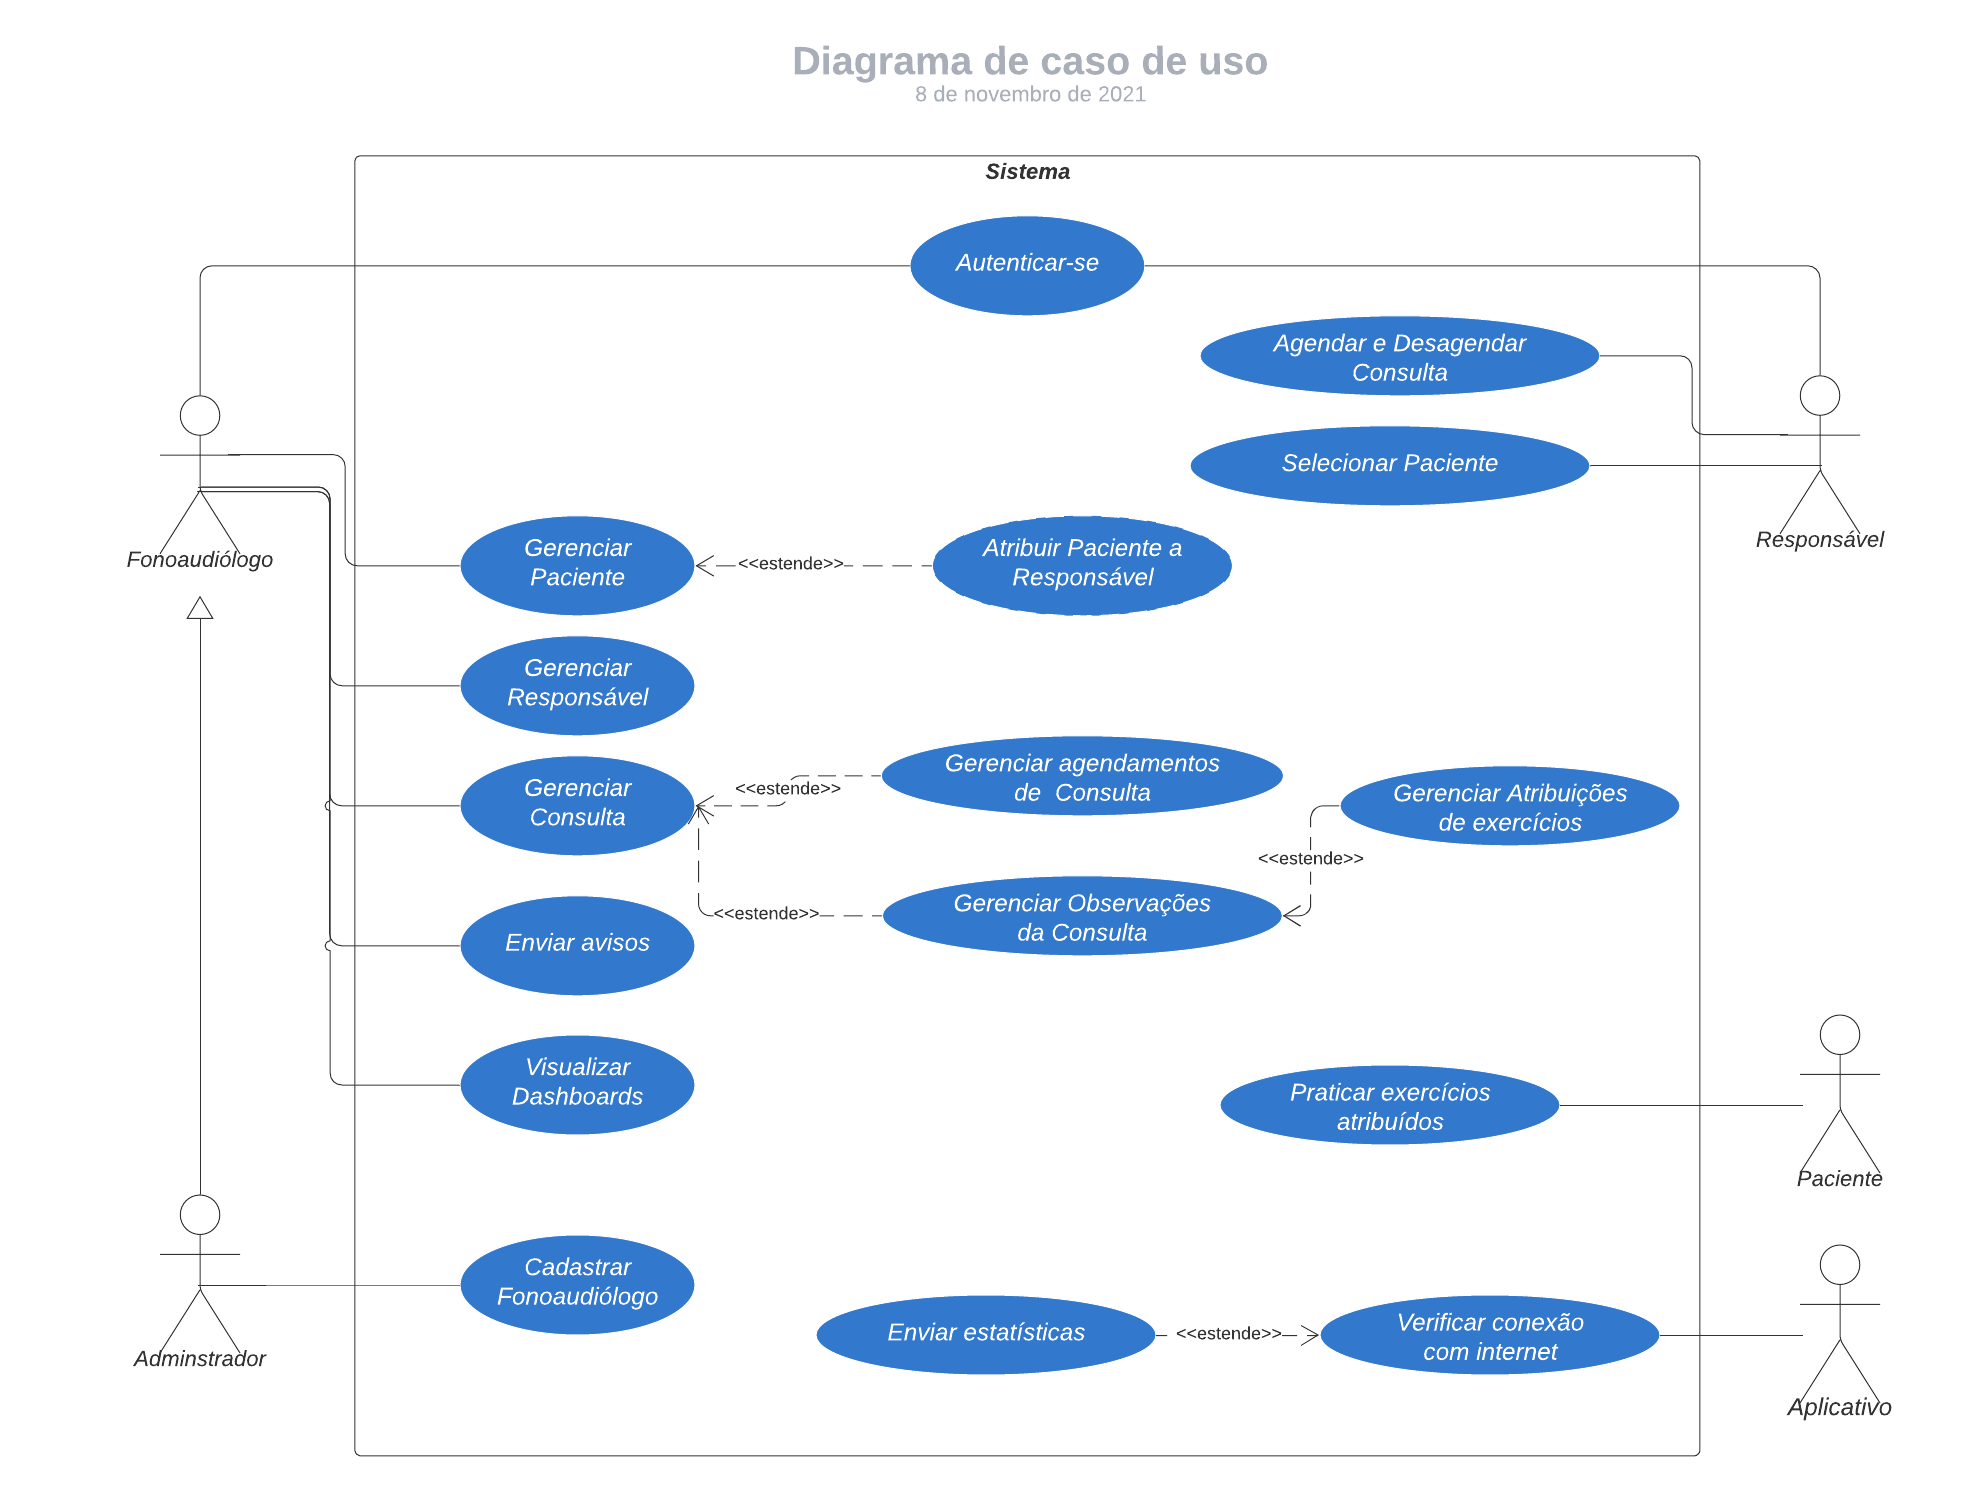 Diagrama de caso de uso
8 de novembro de 2021
Sistema
Autenticar-se
Agendar e Desagendar
Consulta
Selecionar Paciente
Fonoaudiólogo
Responsável
Gerenciar
Paciente
<<estende>>
Atribuir Paciente a
Responsável
Gerenciar
Responsável
Gerenciar
Consulta
<<estende>>
Gerenciar agendamentos
de  Consulta
Gerenciar Atribuições
de exercícios
<<estende>>
<<estende>>
Gerenciar Observações
da Consulta
Enviar avisos
Visualizar
Dashboards
Praticar exercícios
atribuídos
Paciente
Cadastrar
Fonoaudiólogo
Adminstrador
Enviar estatísticas
<<estende>>
Verificar conexão
com internet
Aplicativo